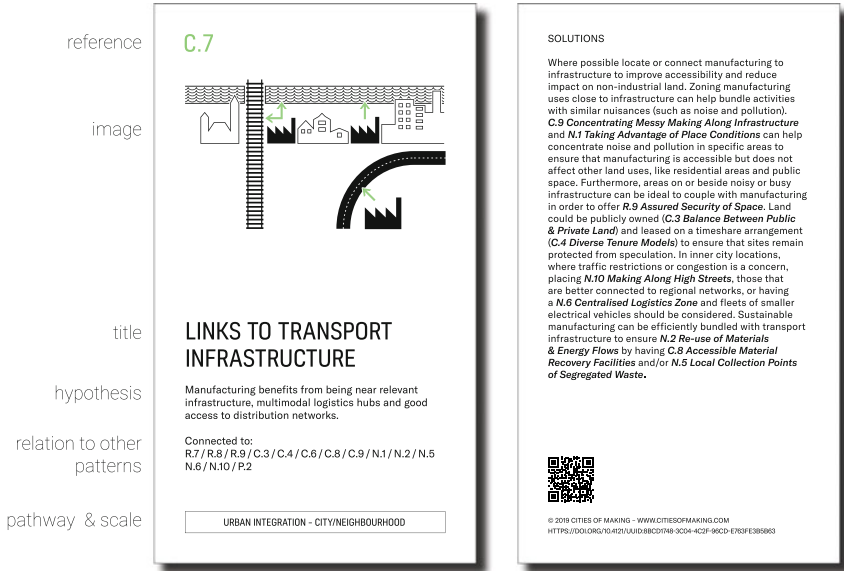 reference
C.7
image
title
LINKS TO TRANSPORT
INFRASTRUCTURE
hypothesis
Manufacturing benefits from being near relevant
infrastructure, multimodal logistics hubs and good
access to distribution networks.
relation to other
patterns
Connected to:
R.7 / R.8 / R.9 / C.3 / C.4 / C.6 / C.8 / C.9 / N.1 / N.2 / N.5
N.6 / N.10 / P.2
pathway & scale
URBAN INTEGRATION - CITY/NEIGHBOURHOOD
SOLUTIONS
Where possible locate or connect manufacturing to
infrastructure to improve accessibility and reduce
impact on non-industrial land. Zoning manufacturing
uses close to infrastructure can help bundle activities
with similar nuisances (such as noise and pollution).
C.9 Concentrating Messy Making Along Infrastructure
and N.1 Taking Advantage of Place Conditions can help
concentrate noise and pollution in specific areas to
ensure that manufacturing is accessible but does not
affect other land uses, like residential areas and public
space. Furthermore, areas on or beside noisy or busy
infrastructure can be ideal to couple with manufacturing
in order to offer R.9 Assured Security of Space. Land
could be publicly owned (C.3 Balance Between Public
& Private Land) and leased on a timeshare arrangement
(C.4 Diverse Tenure Models) to ensure that sites remain
protected from speculation. In inner city locations,
where traffic restrictions or congestion is a concern,
placing N.10 Making Along High Streets, those that
are better connected to regional networks, or having
a N.6 Centralised Logistics Zone and fleets of smaller
electrical vehicles should be considered. Sustainable
manufacturing can be efficiently bundled with transport
infrastructure to ensure N.2 Re-use of Materials
& Energy Flows by having C.8 Accessible Material
Recovery Facilities and/or N.5 Local Collection Points
of Segregated Waste.
© 2019 CITIES OF MAKING – WWW.CITIESOFMAKING.COM
HTTPS://DOI.ORG/10.4121/UUID:8BCD1748-3C04-4C2F-96CD-E763FE3B5B63